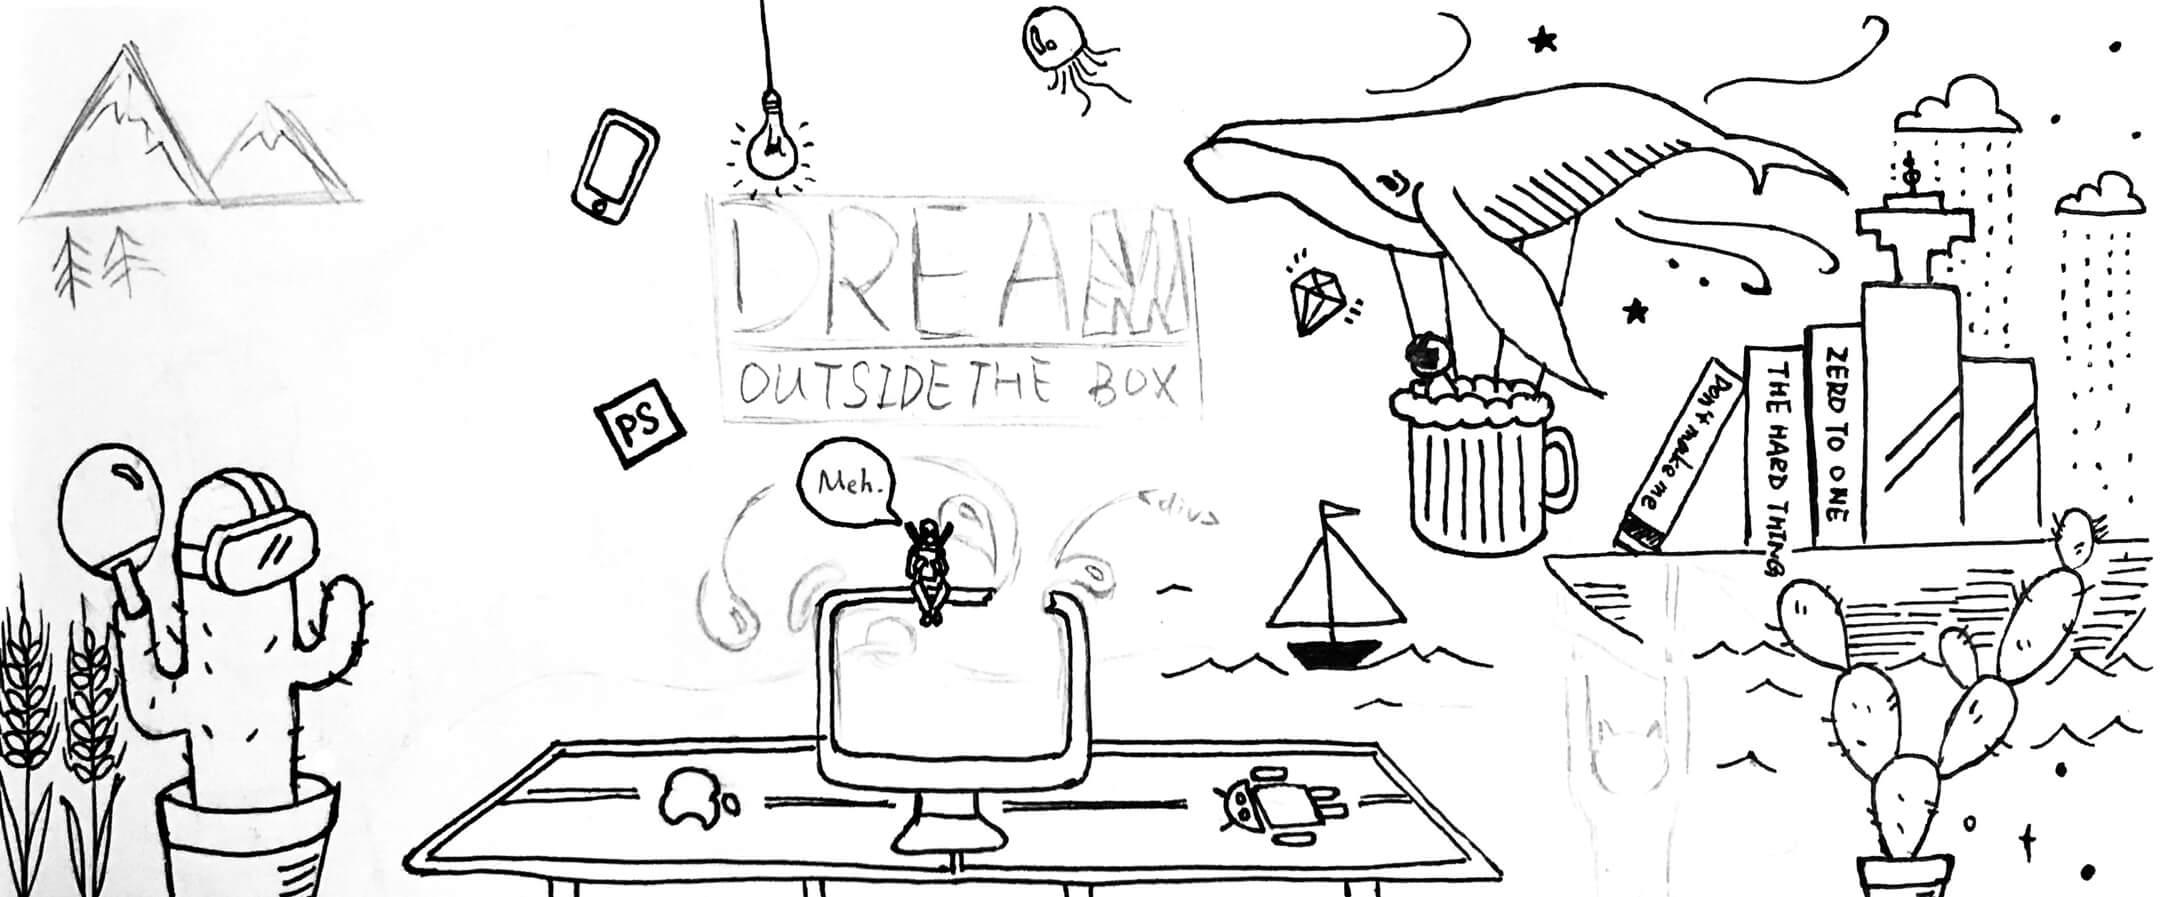 DREAM
OUTSIDE THE BOX
PS
Meh.
<div>
Don't make me
THE HARD THING
ZERO TO ONE